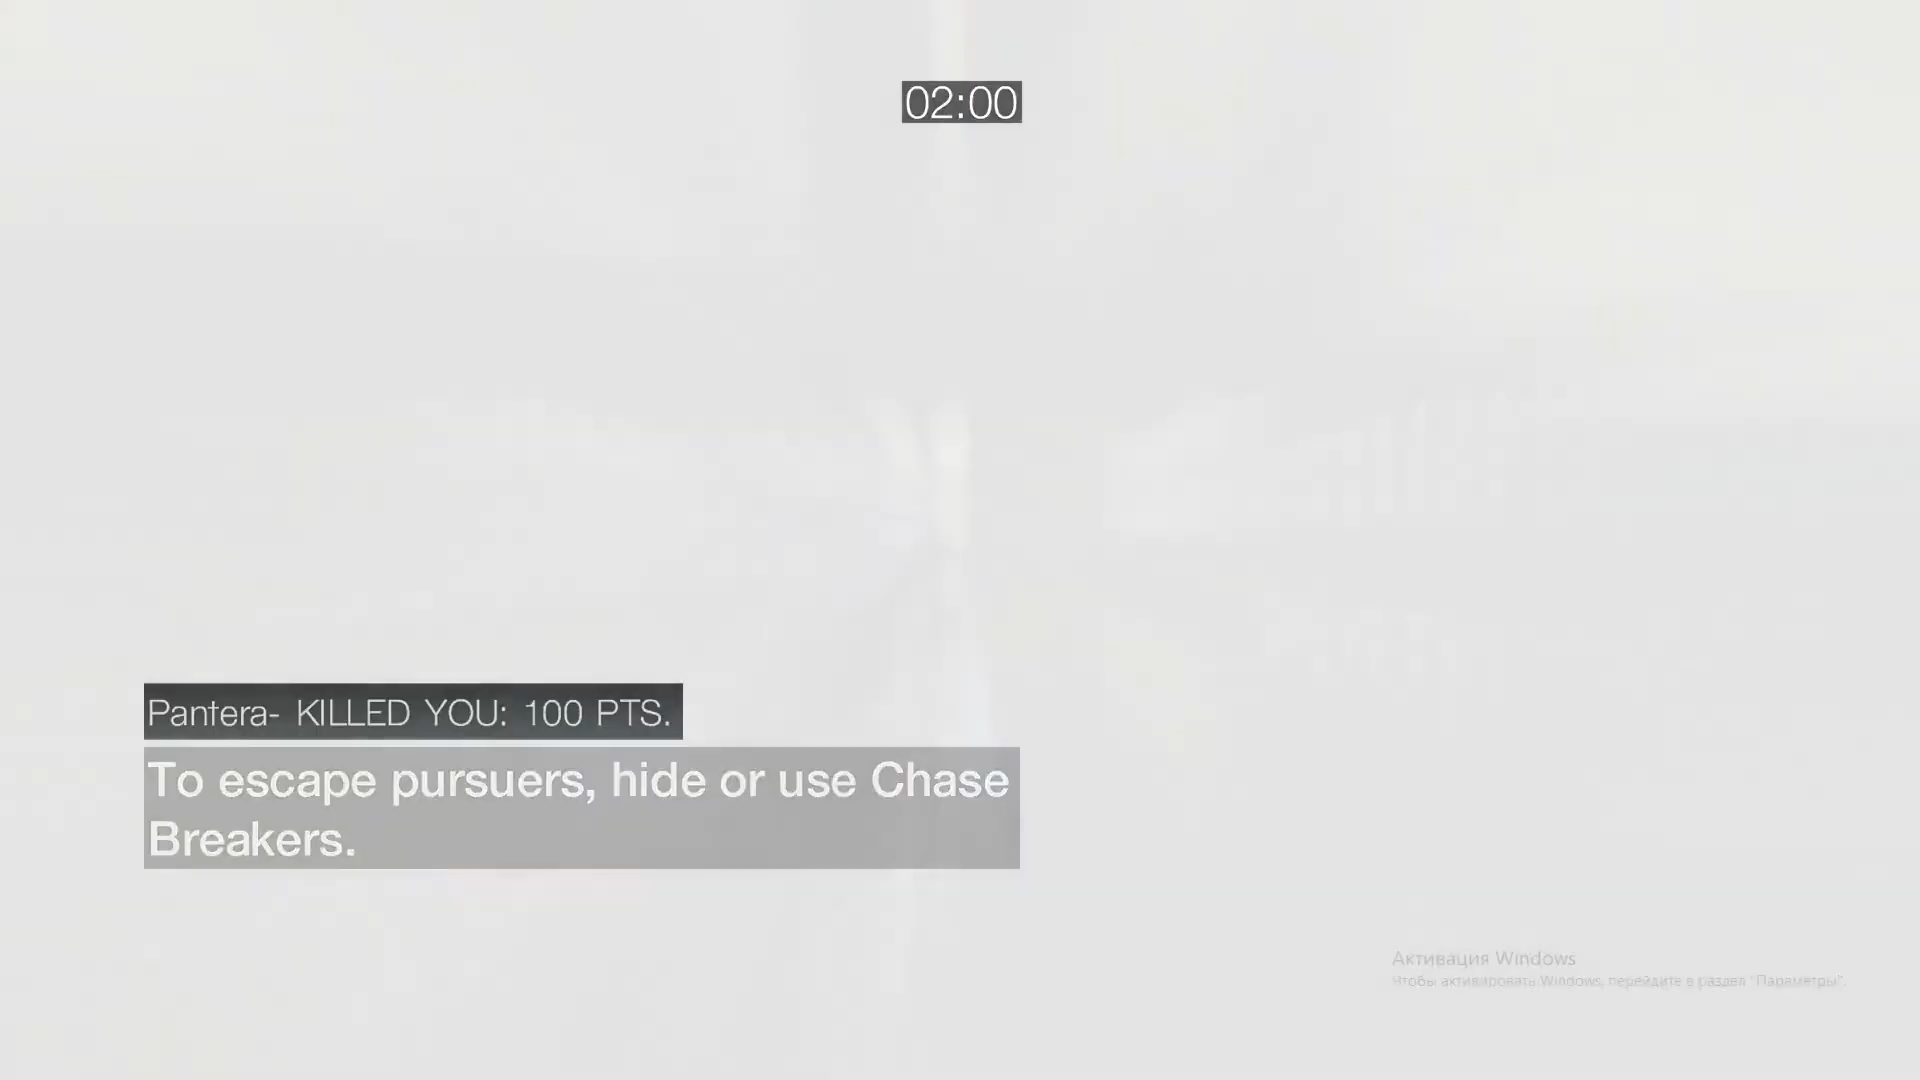 02:00
Pantera- KILLED YOU: 100 PTS.
To escape pursuers, hide or use Chase
Breakers.
Активация Windows
Чтобы активировать Windows, перейдите в раздел "Параметры".